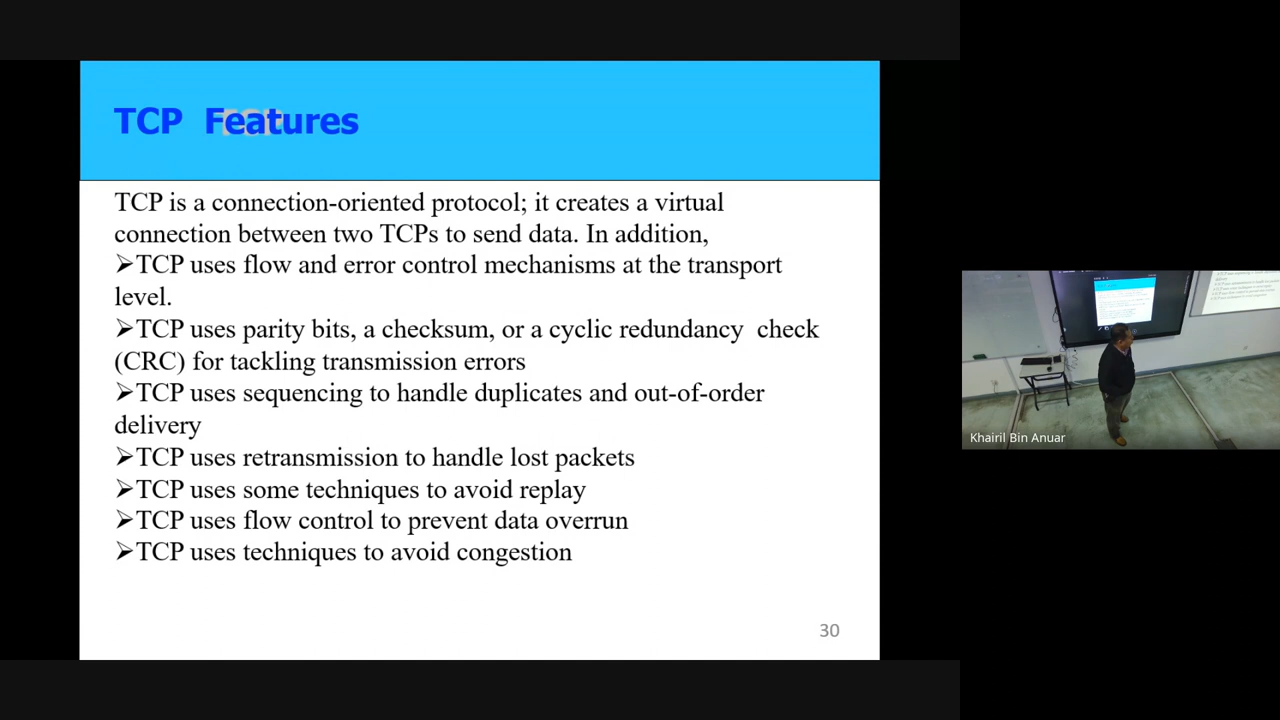 TCP Features
TCP is a connection-oriented protocol; it creates a virtual
connection between two TCPs to send data. In addition,
➢TCP uses flow and error control mechanisms at the transport
level.
➢TCP uses parity bits, a checksum, or a cyclic redundancy check
(CRC) for tackling transmission errors
➢TCP uses sequencing to handle duplicates and out-of-order
delivery
➢TCP uses retransmission to handle lost packets
➢TCP uses some techniques to avoid replay
➢TCP uses flow control to prevent data overrun
➢TCP uses techniques to avoid congestion
30
Khairil Bin Anuar